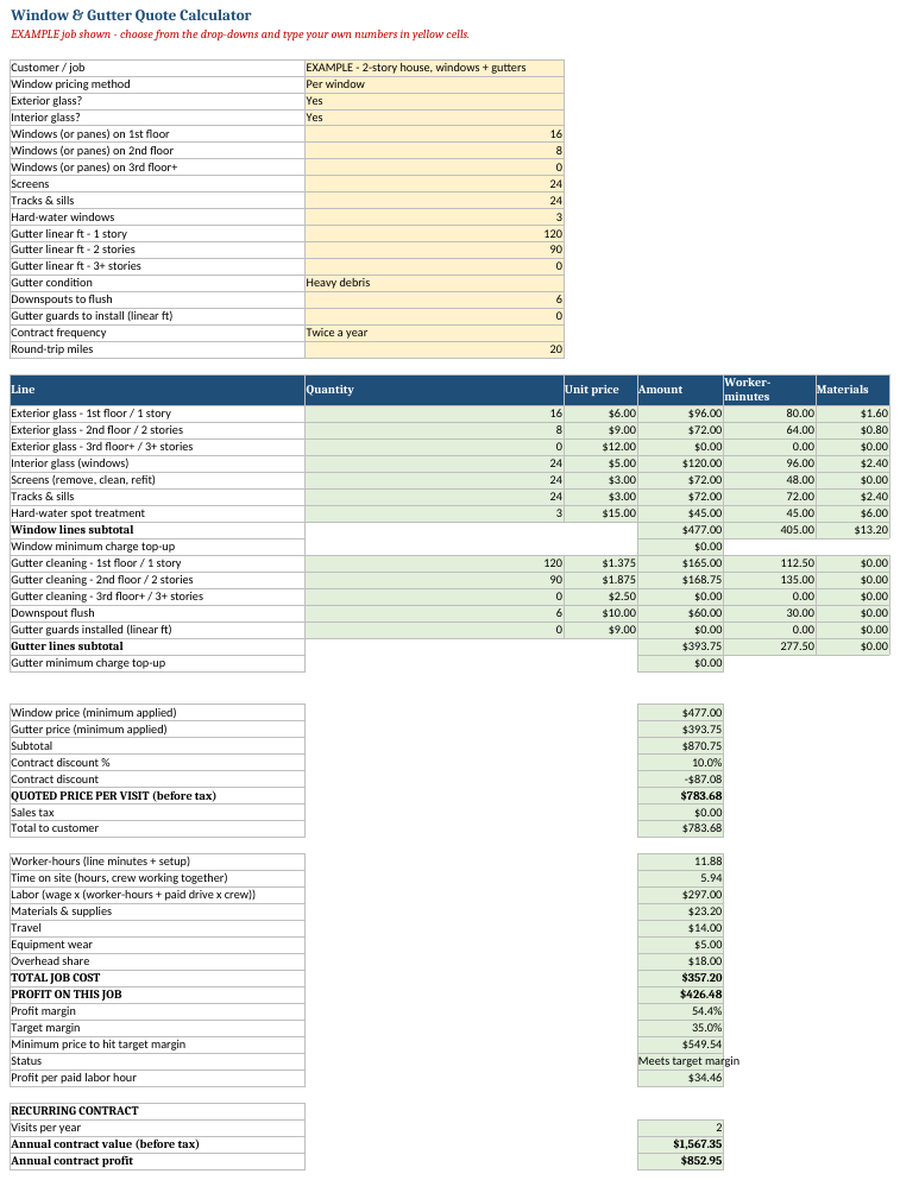 Window & Gutter Quote Calculator
EXAMPLE job shown - choose from the drop-downs and type your own numbers in yellow cells.
Customer / job EXAMPLE - 2-story house, windows + gutters
Window pricing method Per window
Exterior glass? Yes
Interior glass? Yes
Windows (or panes) on 1st floor 16
Windows (or panes) on 2nd floor 8
Windows (or panes) on 3rd floor+ 0
Screens 24
Tracks & sills 24
Hard-water windows 3
Gutter linear ft - 1 story 120
Gutter linear ft - 2 stories 90
Gutter linear ft - 3+ stories 0
Gutter condition Heavy debris
Downspouts to flush 6
Gutter guards to install (linear ft) 0
Contract frequency Twice a year
Round-trip miles 20
Line Quantity Unit price Amount Worker-minutes Materials
Exterior glass - 1st floor / 1 story 16 $6.00 $96.00 80.00 $1.60
Exterior glass - 2nd floor / 2 stories 8 $9.00 $72.00 64.00 $0.80
Exterior glass - 3rd floor+ / 3+ stories 0 $12.00 $0.00 0.00 $0.00
Interior glass (windows) 24 $5.00 $120.00 96.00 $2.40
Screens (remove, clean, refit) 24 $3.00 $72.00 48.00 $0.00
Tracks & sills 24 $3.00 $72.00 72.00 $2.40
Hard-water spot treatment 3 $15.00 $45.00 45.00 $6.00
Window lines subtotal $477.00 405.00 $13.20
Window minimum charge top-up $0.00
Gutter cleaning - 1st floor / 1 story 120 $1.375 $165.00 112.50 $0.00
Gutter cleaning - 2nd floor / 2 stories 90 $1.875 $168.75 135.00 $0.00
Gutter cleaning - 3rd floor+ / 3+ stories 0 $2.50 $0.00 0.00 $0.00
Downspout flush 6 $10.00 $60.00 30.00 $0.00
Gutter guards installed (linear ft) 0 $9.00 $0.00 0.00 $0.00
Gutter lines subtotal $393.75 277.50 $0.00
Gutter minimum charge top-up $0.00
Window price (minimum applied) $477.00
Gutter price (minimum applied) $393.75
Subtotal $870.75
Contract discount % 10.0%
Contract discount -$87.08
QUOTED PRICE PER VISIT (before tax) $783.68
Sales tax $0.00
Total to customer $783.68
Worker-hours (line minutes + setup) 11.88
Time on site (hours, crew working together) 5.94
Labor (wage x (worker-hours + paid drive x crew)) $297.00
Materials & supplies $23.20
Travel $14.00
Equipment wear $5.00
Overhead share $18.00
TOTAL JOB COST $357.20
PROFIT ON THIS JOB $426.48
Profit margin 54.4%
Target margin 35.0%
Minimum price to hit target margin $549.54
Status Meets target margin
Profit per paid labor hour $34.46
RECURRING CONTRACT
Visits per year 2
Annual contract value (before tax) $1,567.35
Annual contract profit $852.95